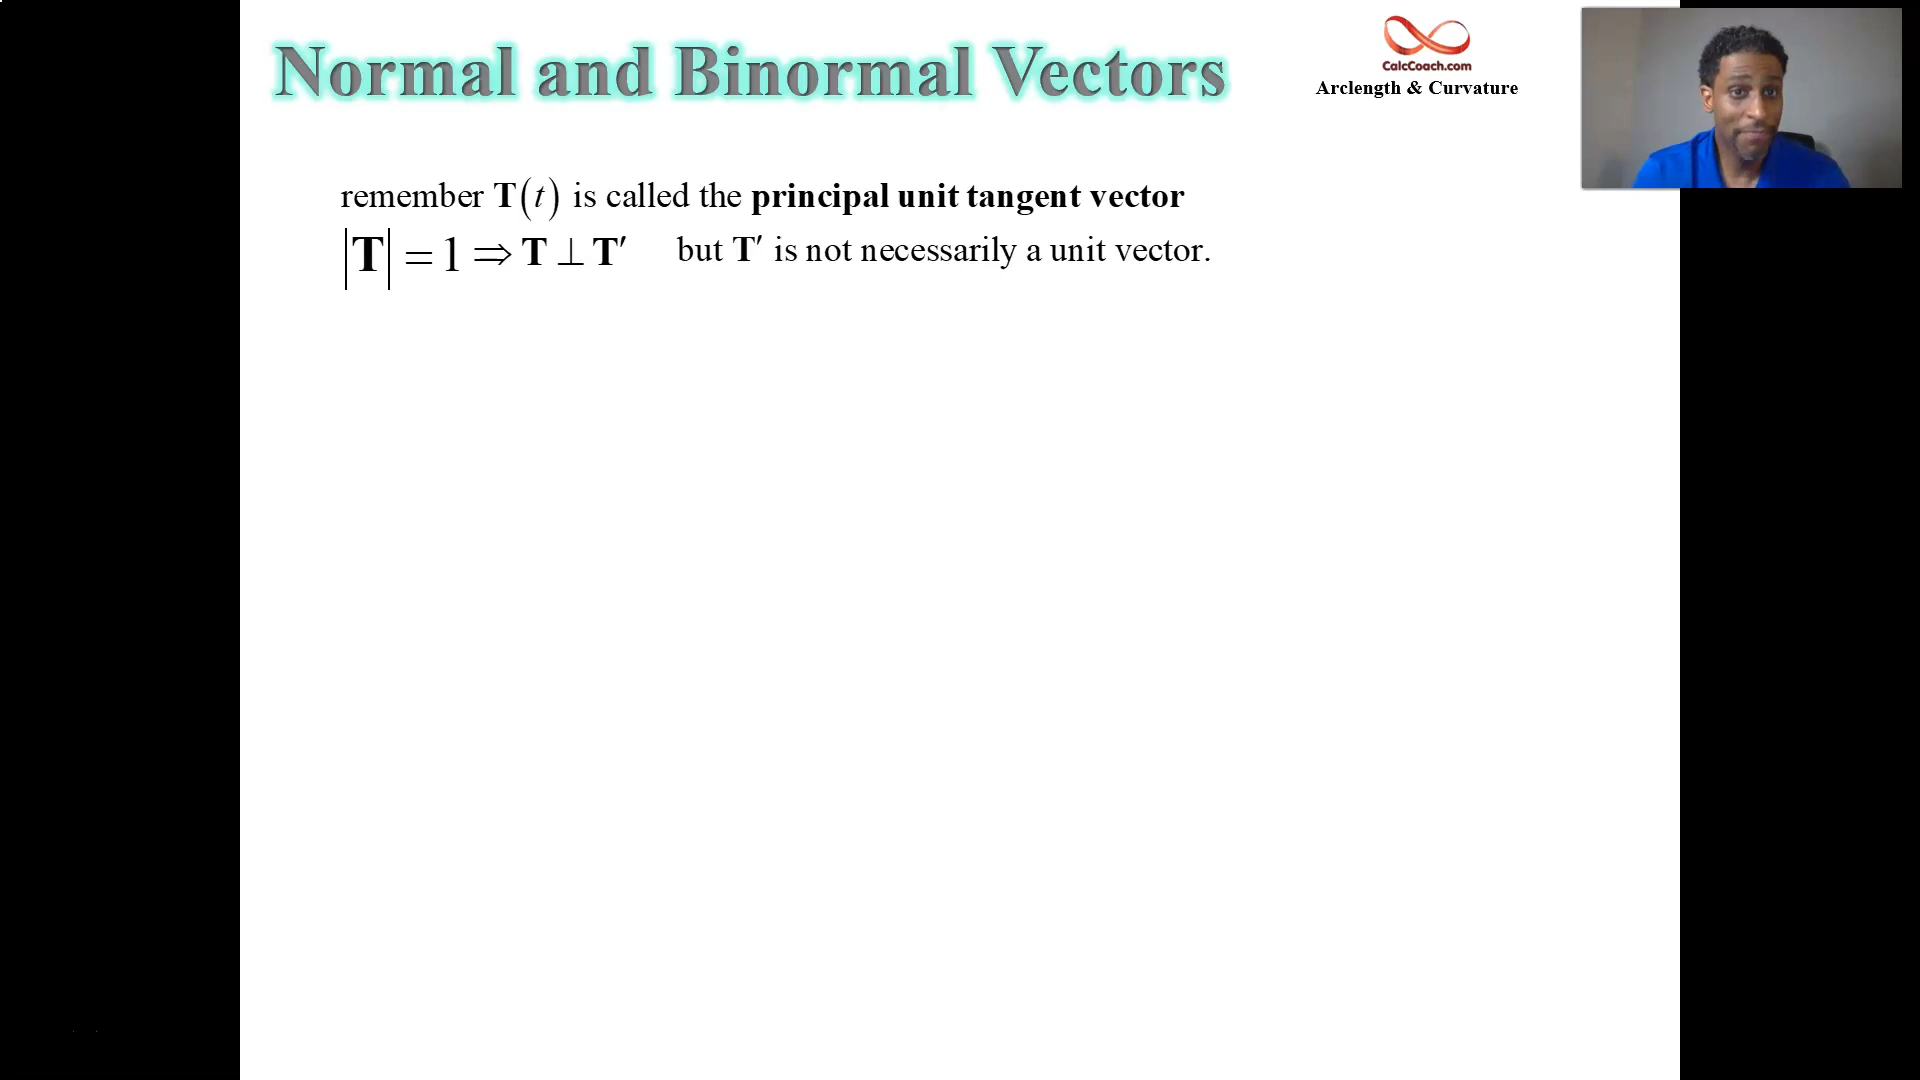 Normal and Binormal Vectors
CalcCoach.com
Arclength & Curvature
remember T(t) is called the principal unit tangent vector
|T| = 1 ⇒ T ⊥ T′ but T′ is not necessarily a unit vector.